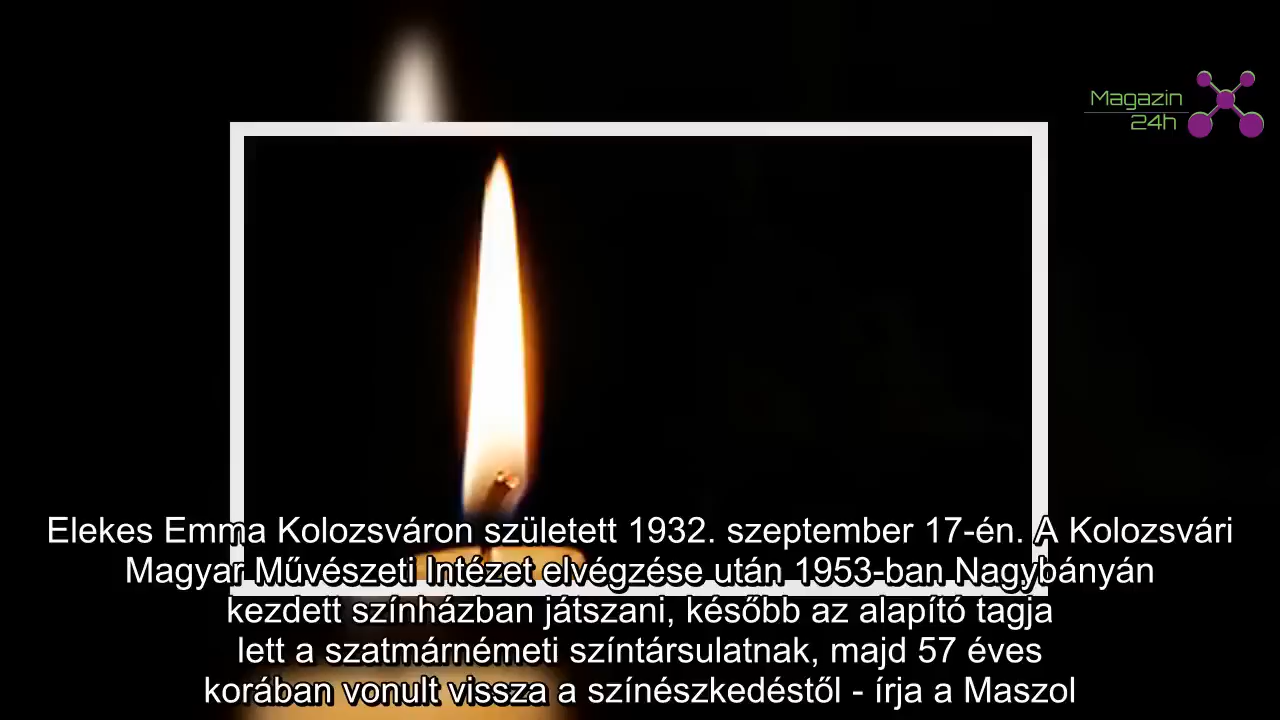 Magazin
24h
Elekes Emma Kolozsváron született 1932. szeptember 17-én. A Kolozsvári
Magyar Művészeti Intézet elvégzése után 1953-ban Nagybányán
kezdett színházban játszani, később az alapító tagja
lett a szatmárnémeti színtársulatnak, majd 57 éves
korában vonult vissza a színészkedéstől - írja a Maszol